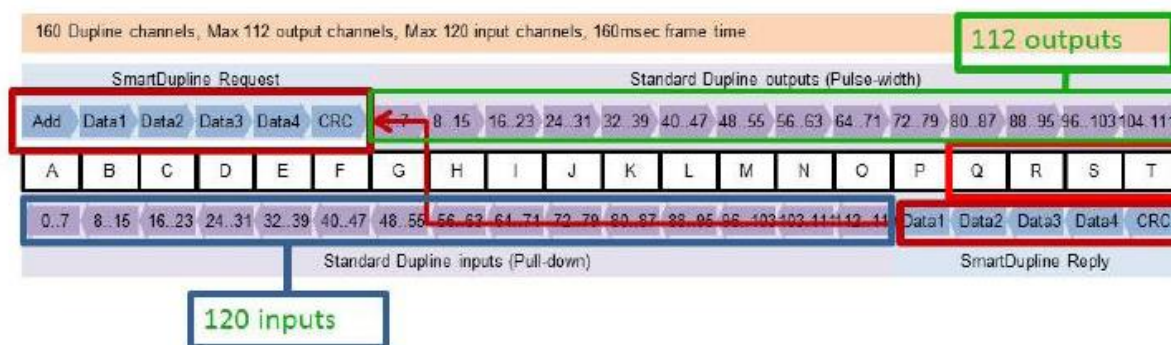 160 Dupline channels, Max 112 output channels, Max 120 input channels, 160msec frame time
112 outputs
SmartDupline Request
Standard Dupline outputs (Pulse-width)
Add Data1 Data2 Data3 Data4 CRC 8..15 16..23 24..31 32..39 40..47 48..55 56..63 64..71 72..79 80..87 88..95 96..103 104.111
A B C D E F G H I J K L M N O P Q R S T
0..7 8..15 16..23 24..31 32..39 40..47 48..55 56..63 64..71 72..79 80..87 88..95 96..103 103.111 Data1 Data2 Data3 Data4 CRC
Standard Dupline inputs (Pull-down)
SmartDupline Reply
120 inputs